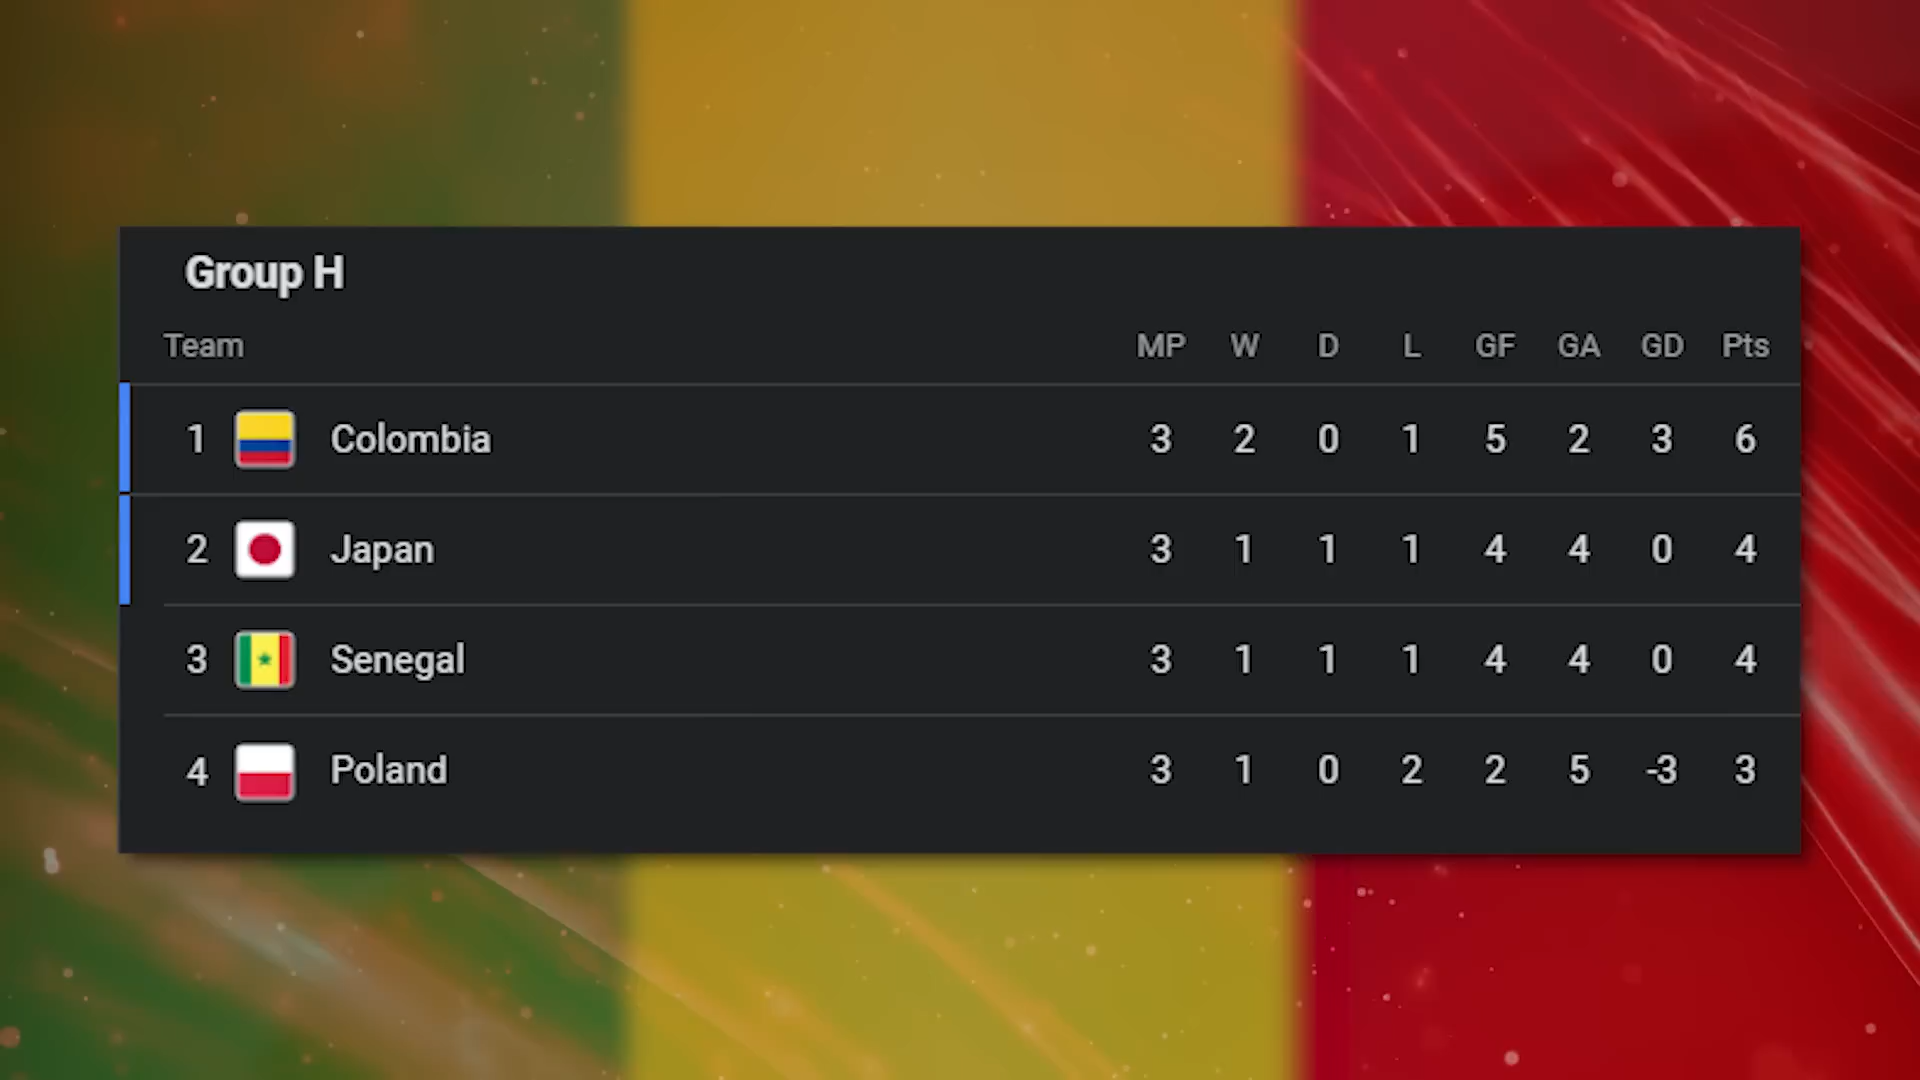 Group H
Team MP W D L GF GA GD Pts
1 Colombia 3 2 0 1 5 2 3 6
2 Japan 3 1 1 1 4 4 0 4
3 Senegal 3 1 1 1 4 4 0 4
4 Poland 3 1 0 2 2 5 -3 3